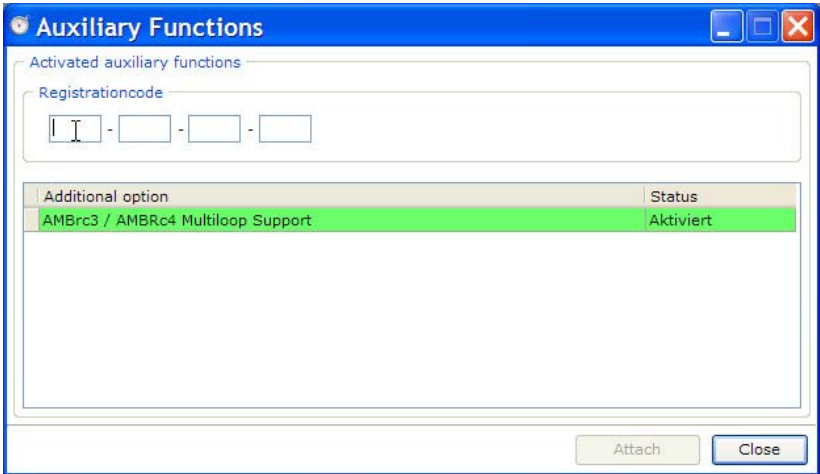 Auxiliary Functions
Activated auxiliary functions
Registrationcode
- - -
Additional option Status
AMBrc3 / AMBRc4 Multiloop Support Aktiviert
Attach Close